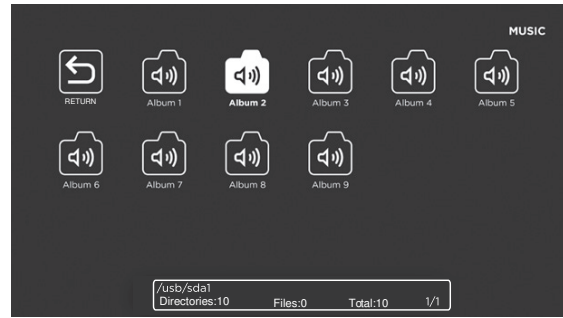 MUSIC
RETURN Album 1 Album 2 Album 3 Album 4 Album 5
Album 6 Album 7 Album 8 Album 9
/usb/sda1
Directories:10 Files:0 Total:10 1/1